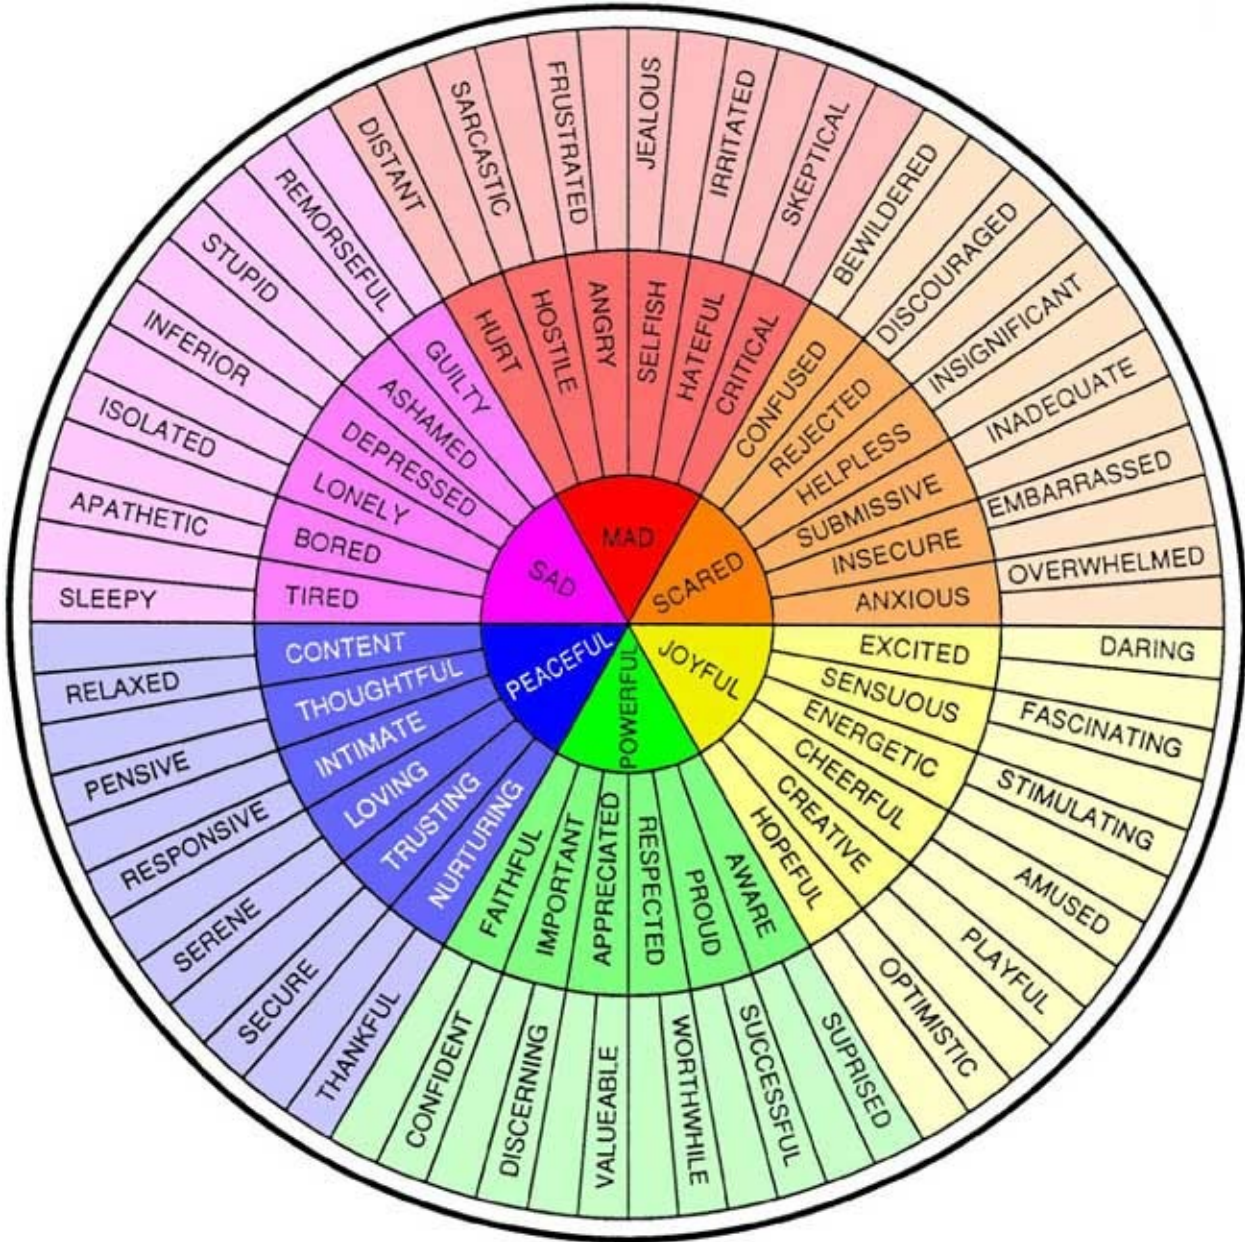 MAD
SCARED
JOYFUL
POWERFUL
PEACEFUL
SAD
HURT
HOSTILE
ANGRY
SELFISH
HATEFUL
CRITICAL
CONFUSED
REJECTED
HELPLESS
SUBMISSIVE
INSECURE
ANXIOUS
EXCITED
SENSUOUS
ENERGETIC
CHEERFUL
CREATIVE
HOPEFUL
AWARE
PROUD
RESPECTED
APPRECIATED
IMPORTANT
FAITHFUL
NURTURING
TRUSTING
LOVING
INTIMATE
THOUGHTFUL
CONTENT
TIRED
BORED
LONELY
DEPRESSED
ASHAMED
GUILTY
DISTANT
SARCASTIC
FRUSTRATED
JEALOUS
IRRITATED
SKEPTICAL
BEWILDERED
DISCOURAGED
INSIGNIFICANT
INADEQUATE
EMBARRASSED
OVERWHELMED
DARING
FASCINATING
STIMULATING
AMUSED
PLAYFUL
OPTIMISTIC
SUPRISED
SUCCESSFUL
WORTHWHILE
VALUEABLE
DISCERNING
CONFIDENT
THANKFUL
SECURE
SERENE
RESPONSIVE
PENSIVE
RELAXED
SLEEPY
APATHETIC
ISOLATED
INFERIOR
STUPID
REMORSEFUL